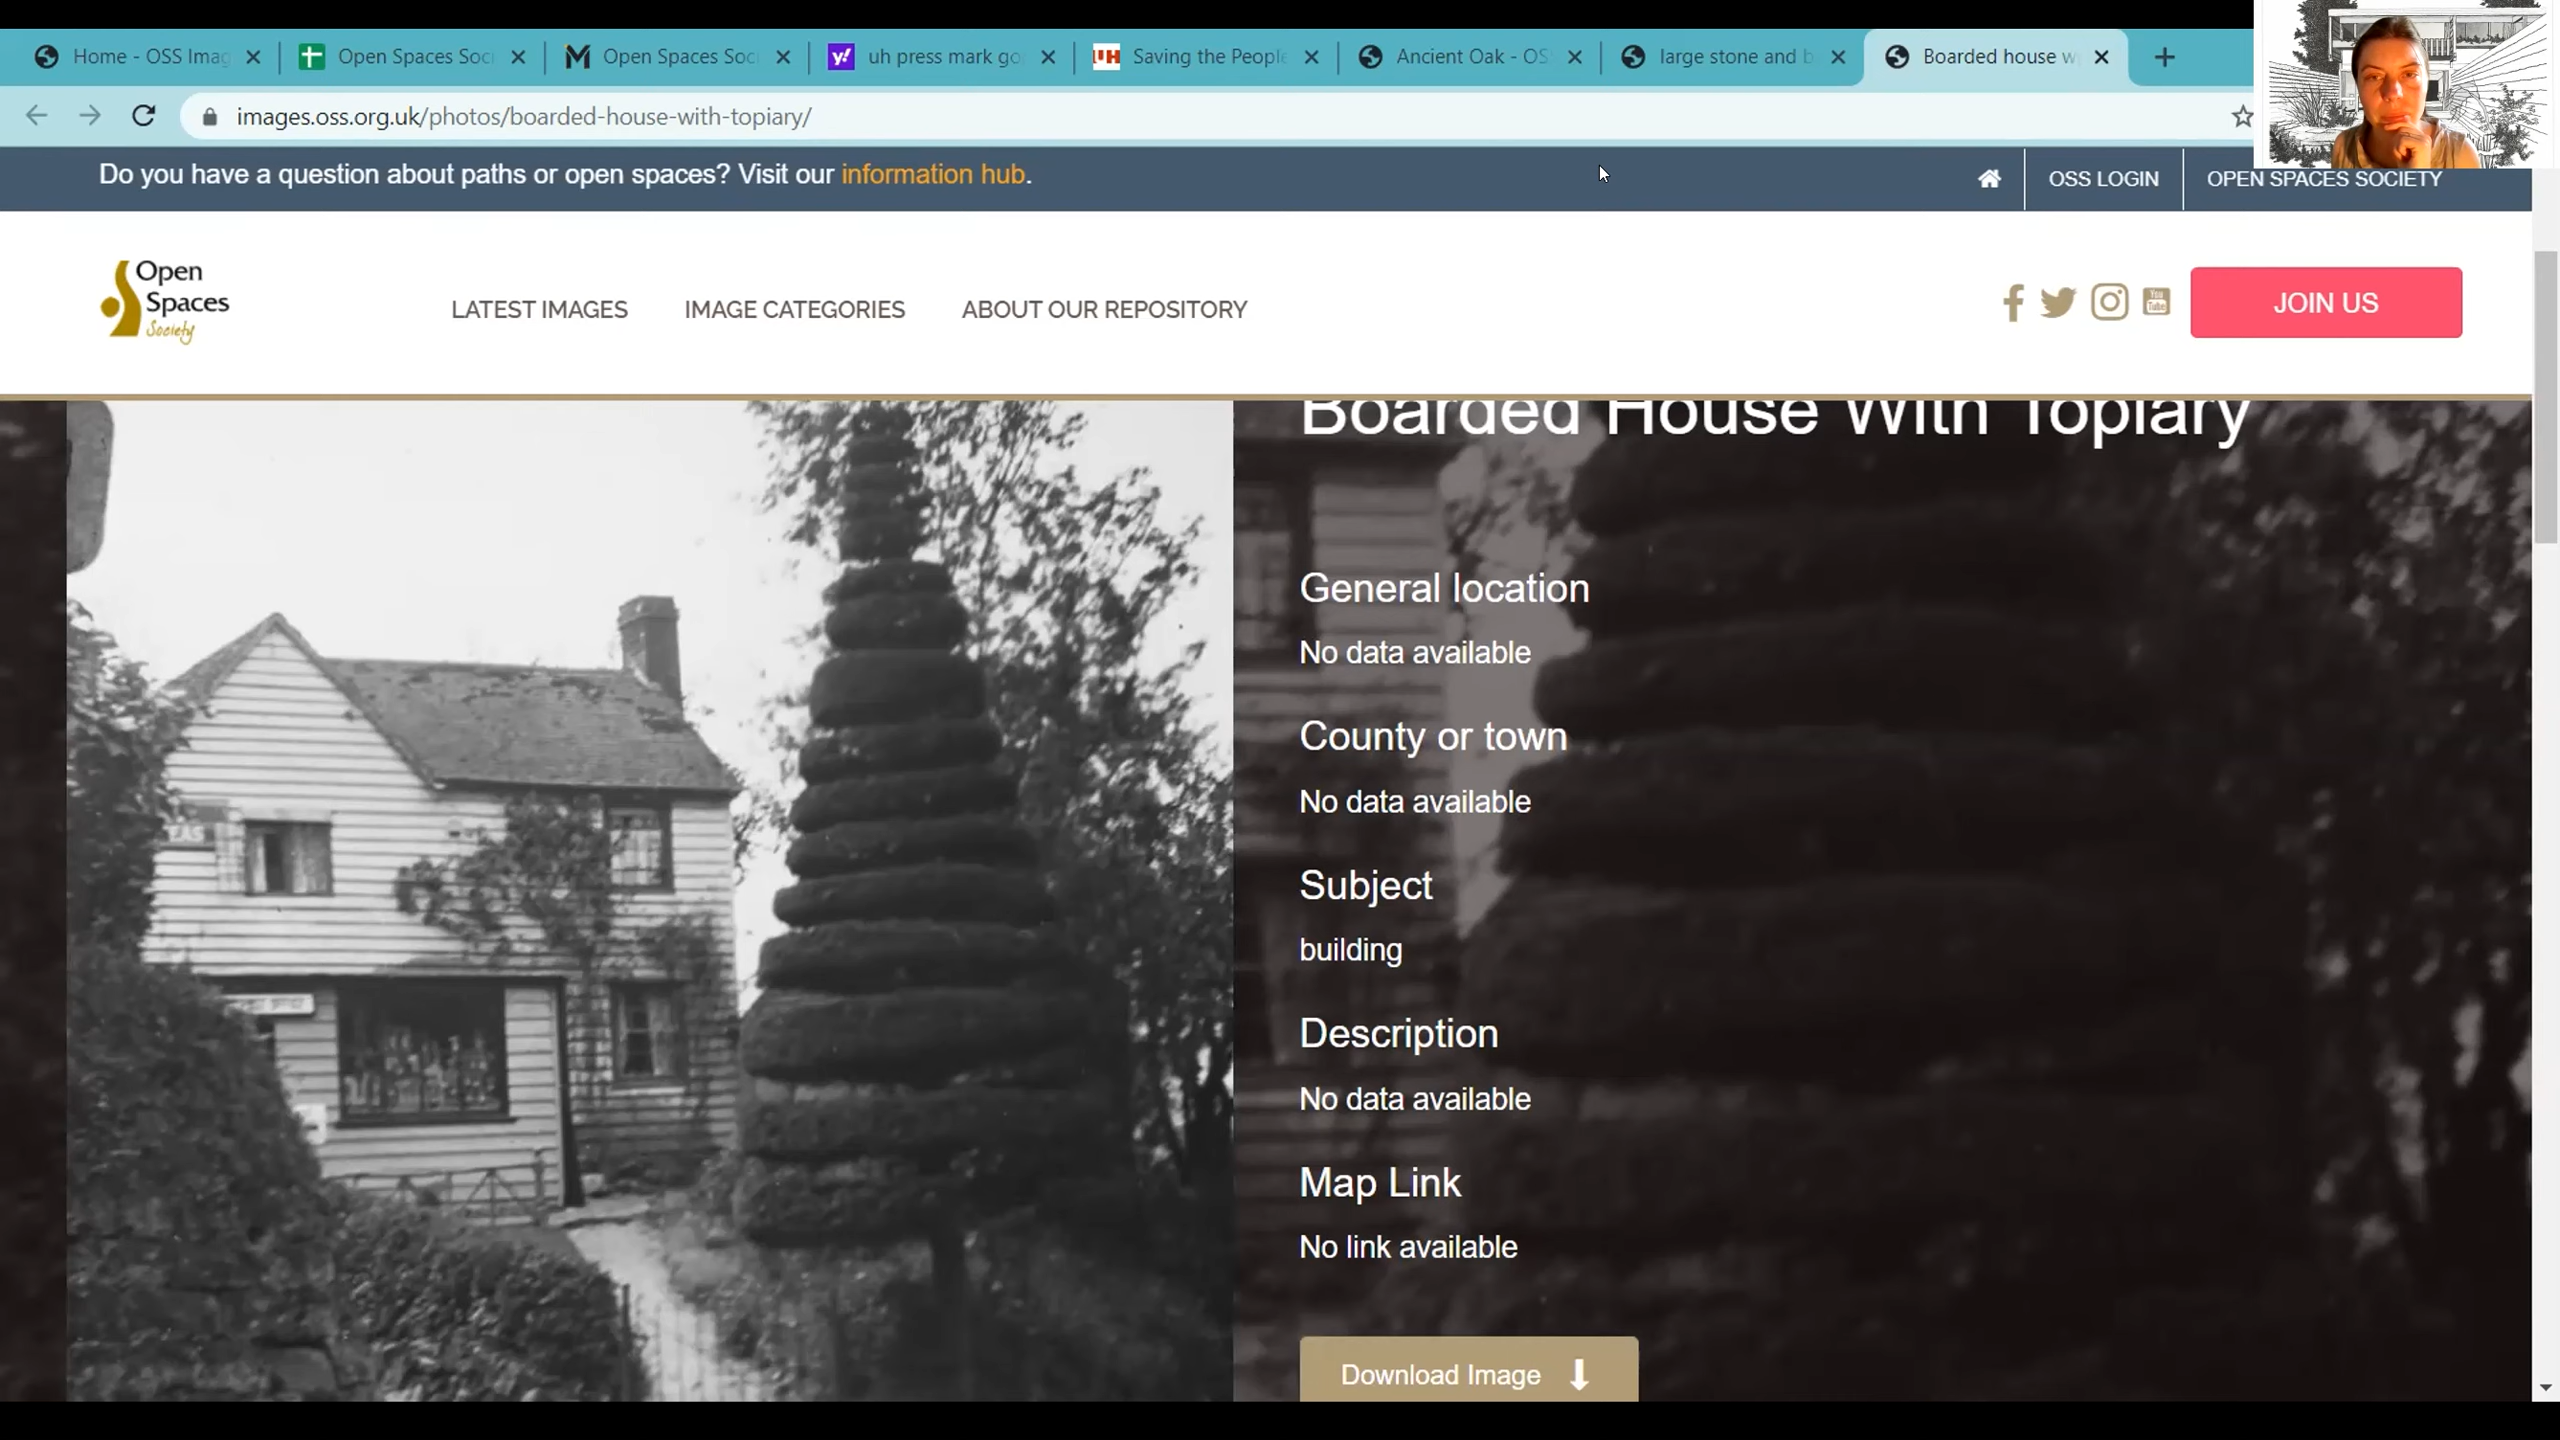 Home - OSS Imag
Open Spaces Soci
Open Spaces Soci
uh press mark go
Saving the People
Ancient Oak - OS
large stone and b
Boarded house w
images.oss.org.uk/photos/boarded-house-with-topiary/
Do you have a question about paths or open spaces? Visit our information hub.
OSS LOGIN
OPEN SPACES SOCIETY
Open
Spaces
Society
LATEST IMAGES
IMAGE CATEGORIES
ABOUT OUR REPOSITORY
You
Tube
JOIN US
Boarded House With Topiary
General location
No data available
County or town
No data available
Subject
building
Description
No data available
Map Link
No link available
Download Image